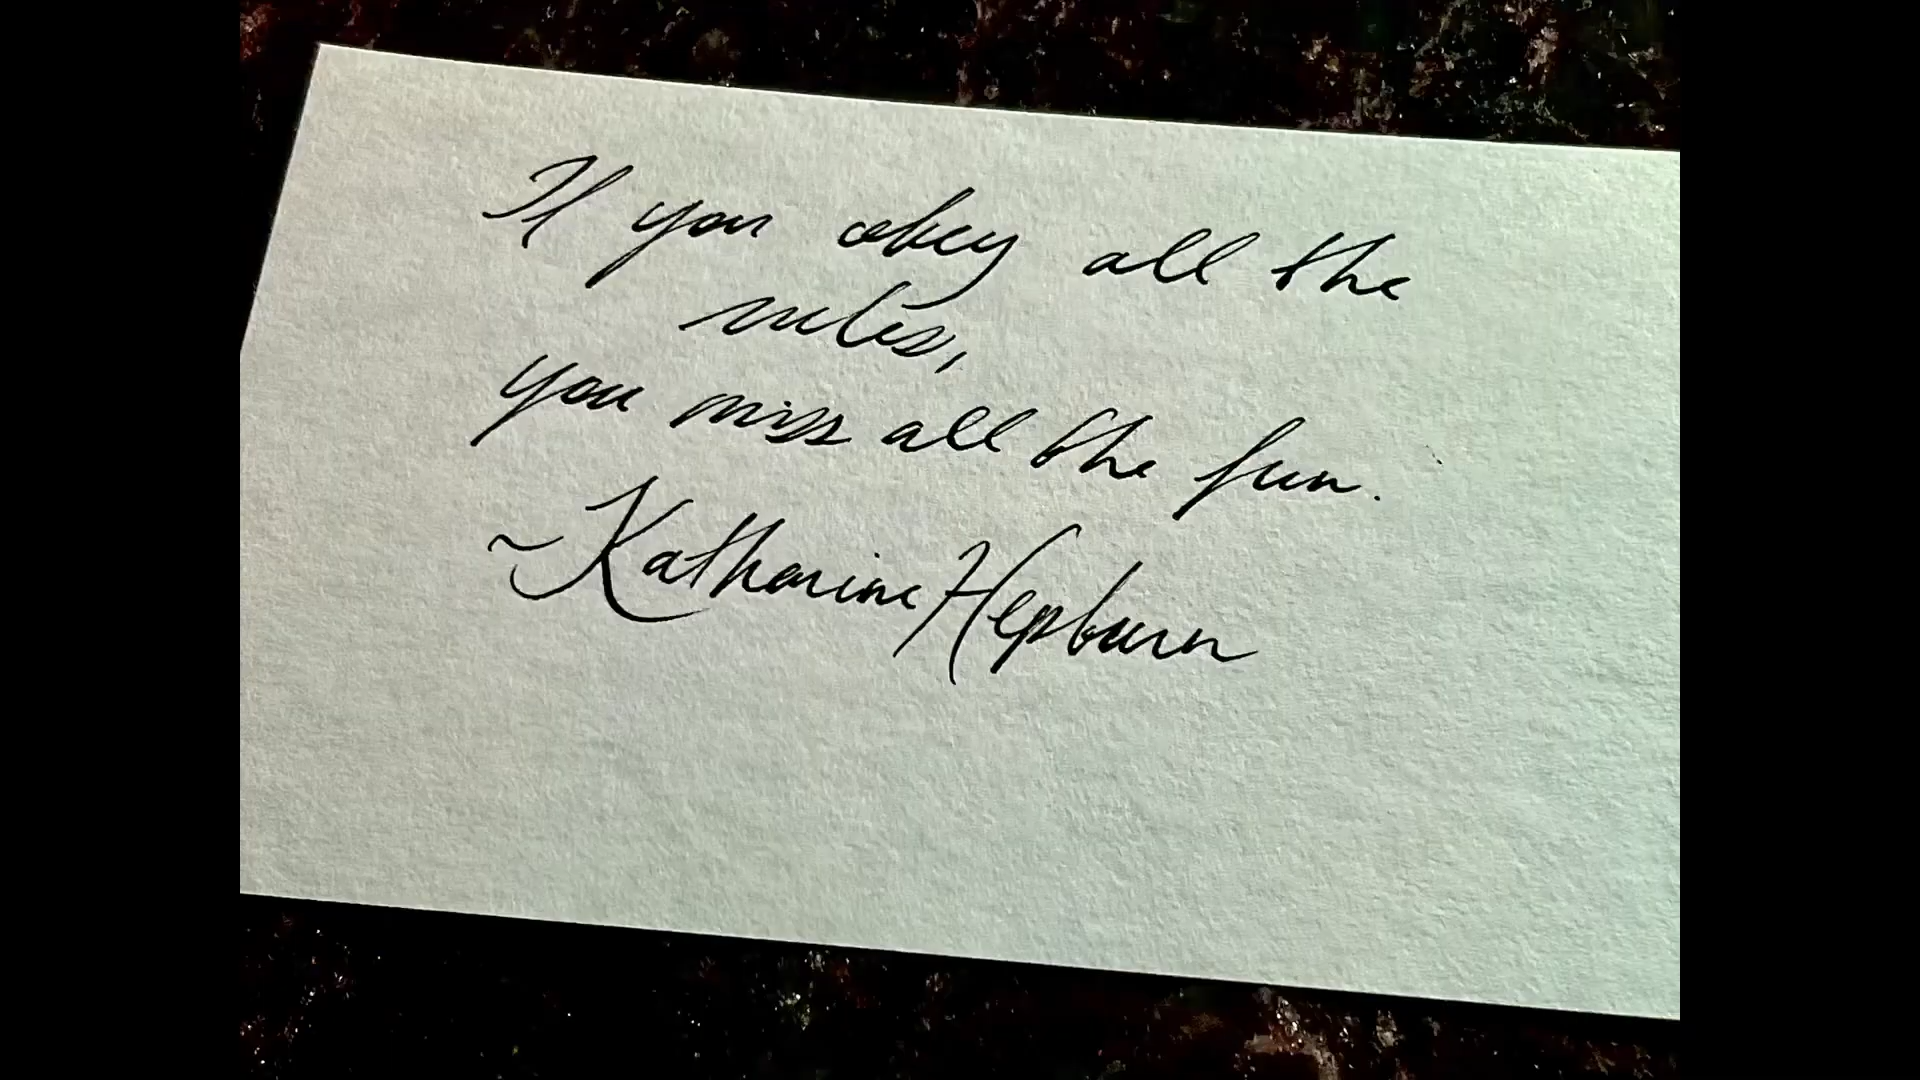 If you obey all the
rules,
you miss all the fun.
~Katharine Hepburn